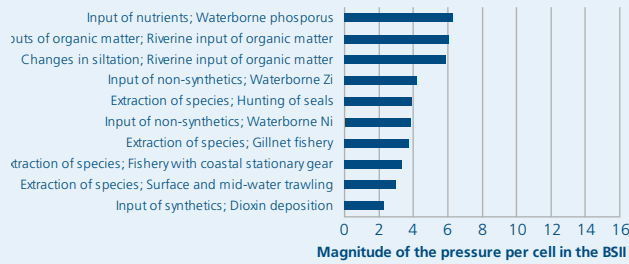 Input of nutrients; Waterborne phosporus
outs of organic matter; Riverine input of organic matter
Changes in siltation; Riverine input of organic matter
Input of non-synthetics; Waterborne Zi
Extraction of species; Hunting of seals
Input of non-synthetics; Waterborne Ni
Extraction of species; Gillnet fishery
traction of species; Fishery with coastal stationary gear
Extraction of species; Surface and mid-water trawling
Input of synthetics; Dioxin deposition
0 2 4 6 8 10 12 14 16
Magnitude of the pressure per cell in the BSII